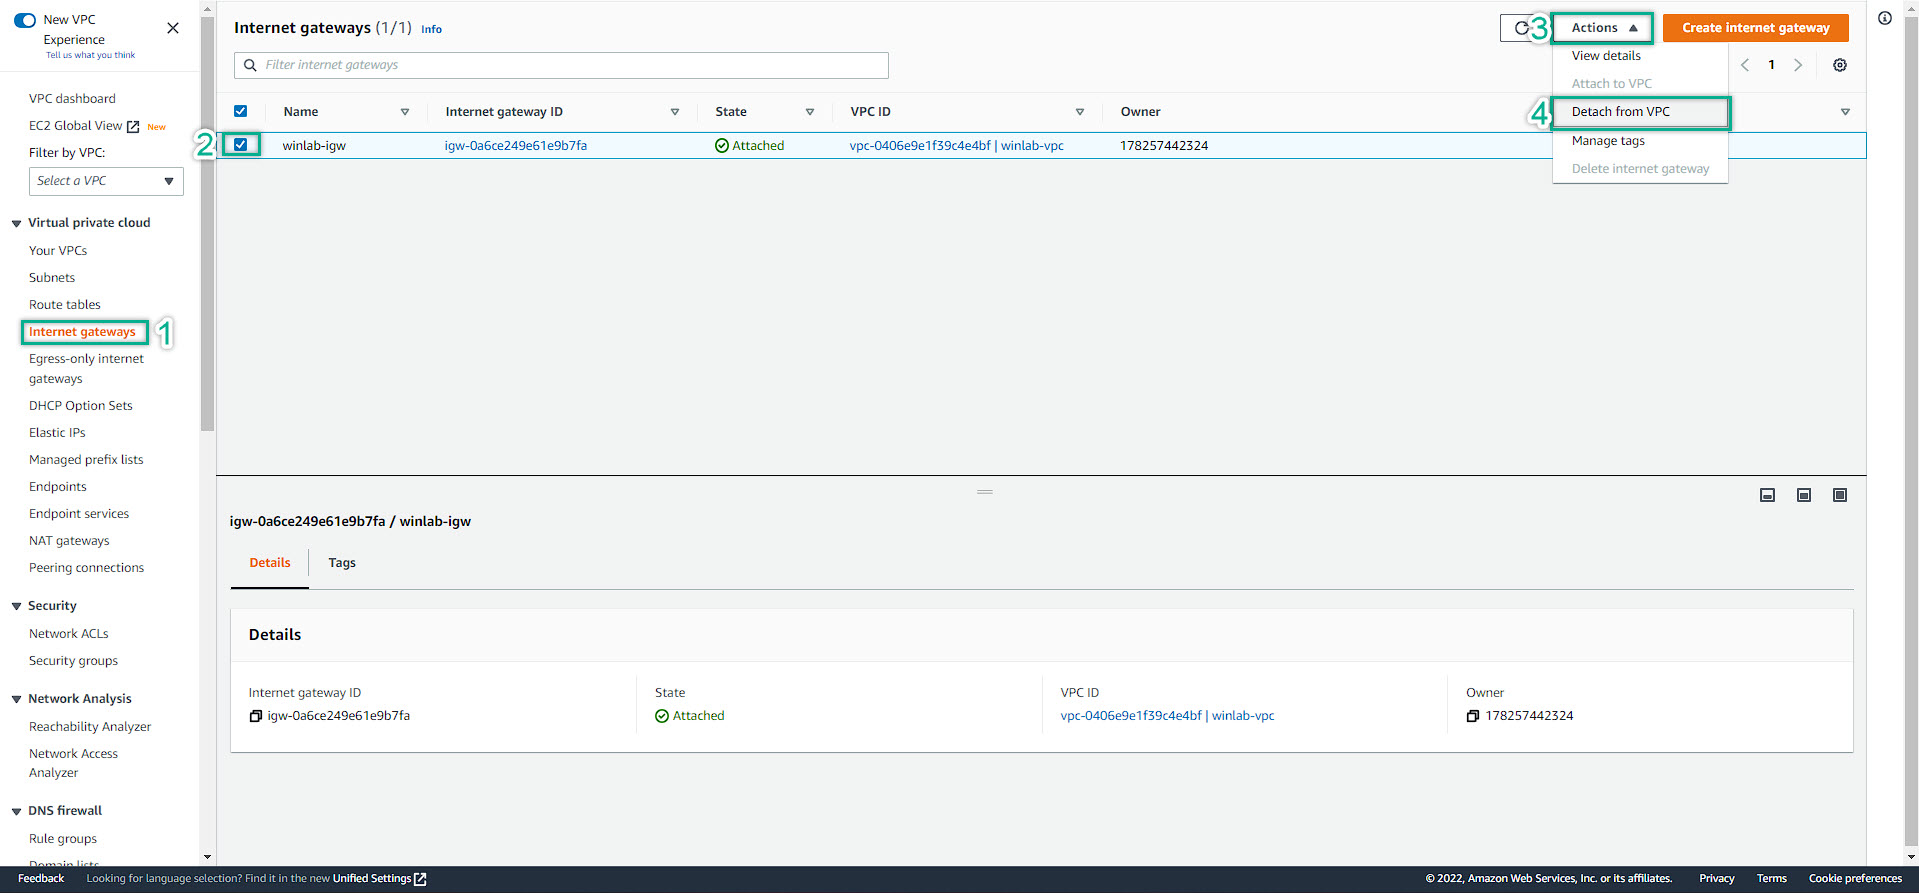 New VPC
Experience
Tell us what you think
VPC dashboard
EC2 Global View New
Filter by VPC:
Select a VPC
Virtual private cloud
Your VPCs
Subnets
Route tables
Internet gateways 1
Egress-only internet
gateways
DHCP Option Sets
Elastic IPs
Managed prefix lists
Endpoints
Endpoint services
NAT gateways
Peering connections
Security
Network ACLs
Security groups
Network Analysis
Reachability Analyzer
Network Access
Analyzer
DNS firewall
Rule groups
Domain lists
Internet gateways (1/1) Info
3 Actions
Create internet gateway
Filter internet gateways
1
View details
Attach to VPC
4 Detach from VPC
Manage tags
Delete internet gateway
Name Internet gateway ID State VPC ID Owner
2 winlab-igw igw-0a6ce249e61e9b7fa Attached vpc-0406e9e1f39c4e4bf | winlab-vpc 178257442324
igw-0a6ce249e61e9b7fa / winlab-igw
Details Tags
Details
Internet gateway ID State VPC ID Owner
igw-0a6ce249e61e9b7fa Attached vpc-0406e9e1f39c4e4bf | winlab-vpc 178257442324
Feedback Looking for language selection? Find it in the new Unified Settings © 2022, Amazon Web Services, Inc. or its affiliates. Privacy Terms Cookie preferences